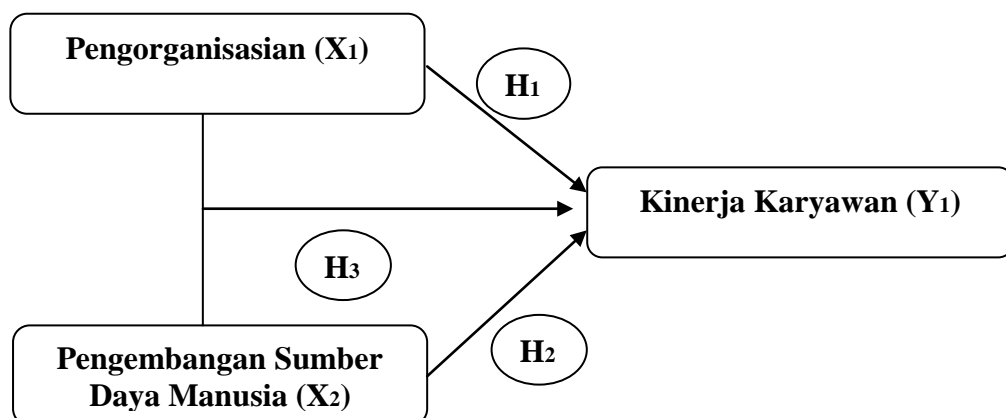 Pengorganisasian (X1)
H1
Kinerja Karyawan (Y1)
H3
Pengembangan Sumber
Daya Manusia (X2)
H2